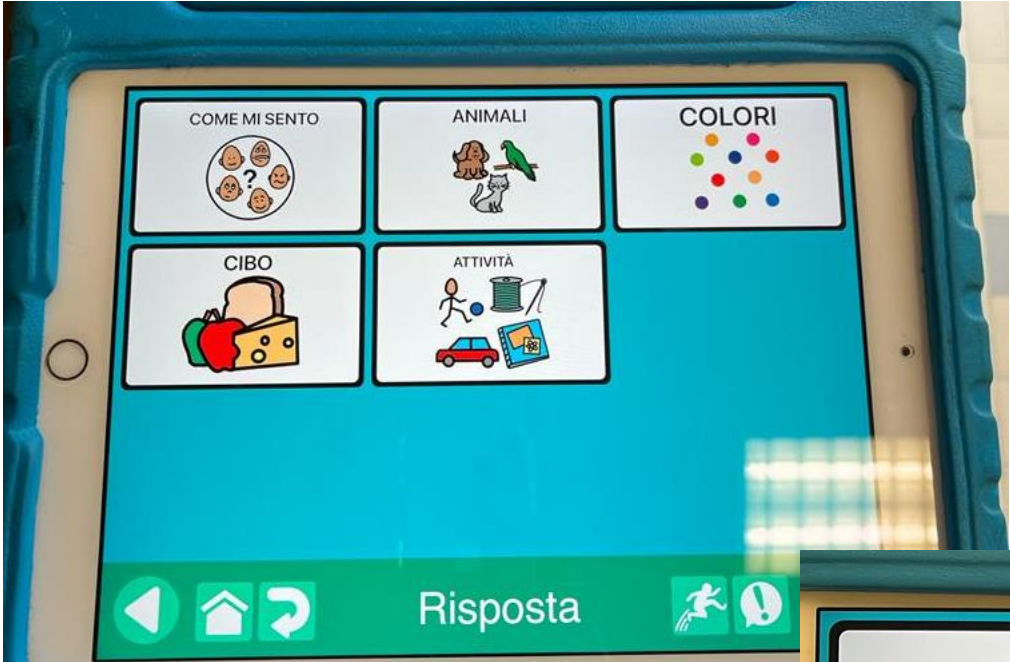 COME MI SENTO
ANIMALI
COLORI
CIBO
ATTIVITÀ
Risposta